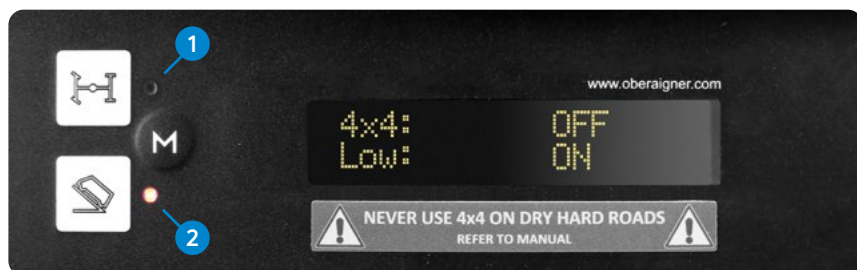 1
www.oberaigner.com
4x4: OFF
M
Low: ON
2
NEVER USE 4x4 ON DRY HARD ROADS
REFER TO MANUAL